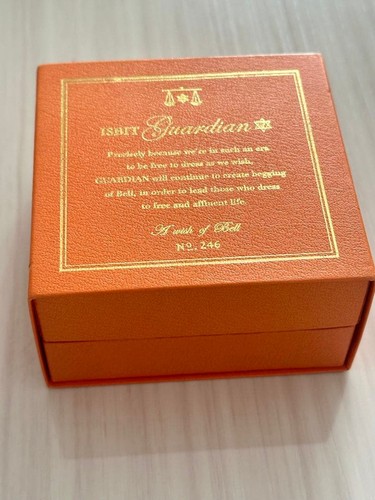 ISBIT Guardian
Precisely because we're in such an era
to be free to dress as we wish,
GUARDIAN will continue to create begging
of Bell, in order to lead those who dress
to free and affluent life.
A wish of Bell
No. 246